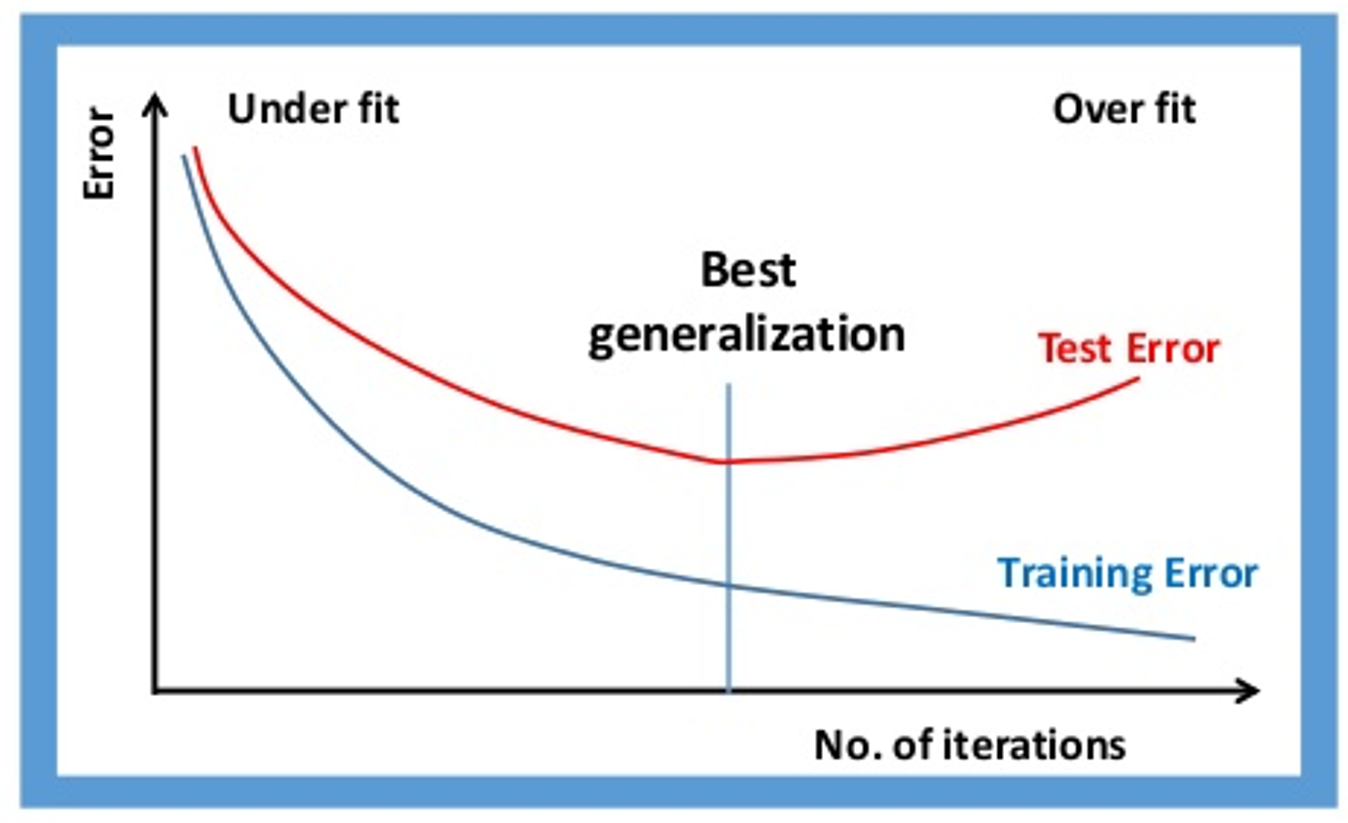 Under fit
Over fit
Error
Best
generalization
Test Error
Training Error
No. of iterations